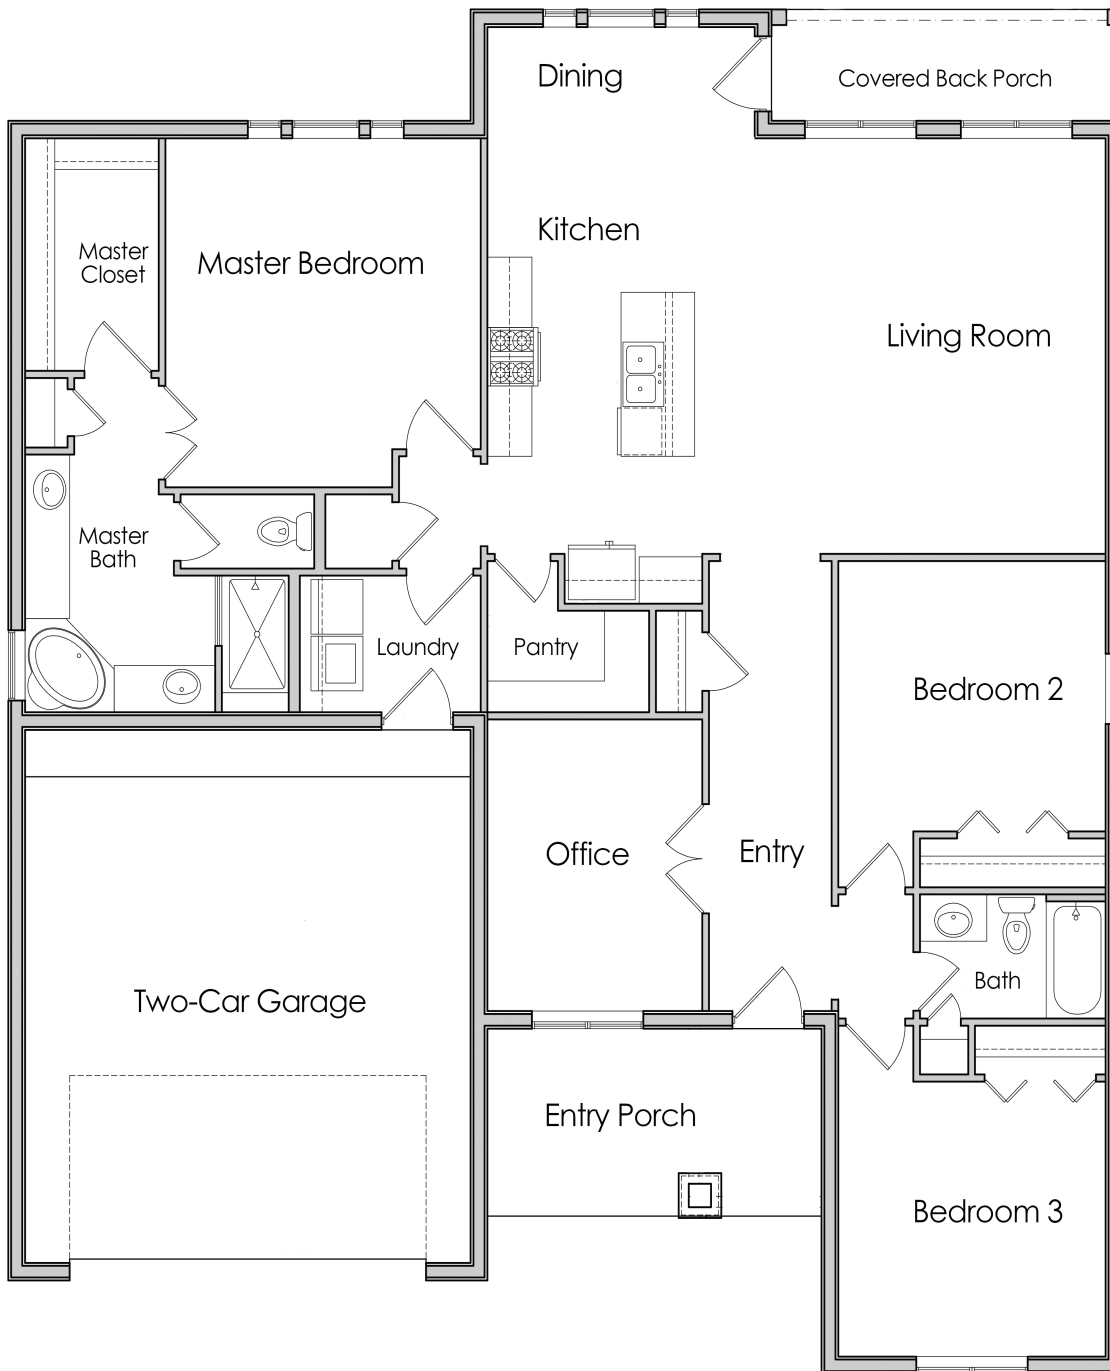 Dining
Covered Back Porch
Kitchen
Master
Closet
Master Bedroom
Living Room
Master
Bath
Laundry
Pantry
Bedroom 2
Office
Entry
Bath
Two-Car Garage
Entry Porch
Bedroom 3